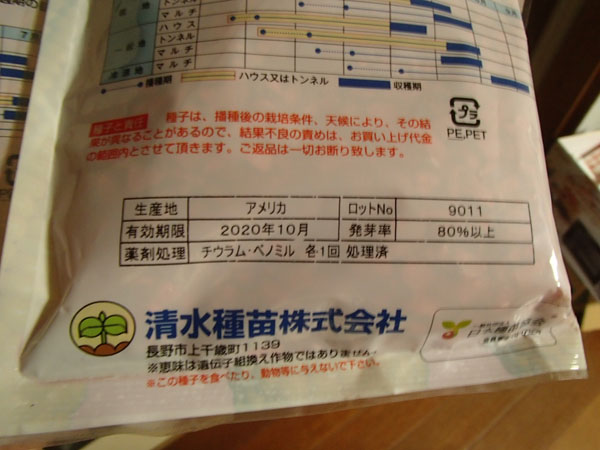 マルチ
ハウス
トンネル
一般地
マルチ
マルチ
播種期 ハウス又はトンネル 収穫期
種子と責任 種子は、播種後の栽培条件、天候により、その結
果が異なることがあるので、結果不良の責めは、お買い上げ代金
の範囲内とさせて頂きます。ご返品は一切お断り致します。
プラ
PE,PET
生産地 アメリカ ロットNo 9011
有効期限 2020年10月 発芽率 80%以上
薬剤処理 チウラム・ベノミル 各1回 処理済
清水種苗株式会社
長野市上千歳町1139
※恵味は遺伝子組換え作物ではありません。
※この種子を食べたり、動物等に与えないで下さい。